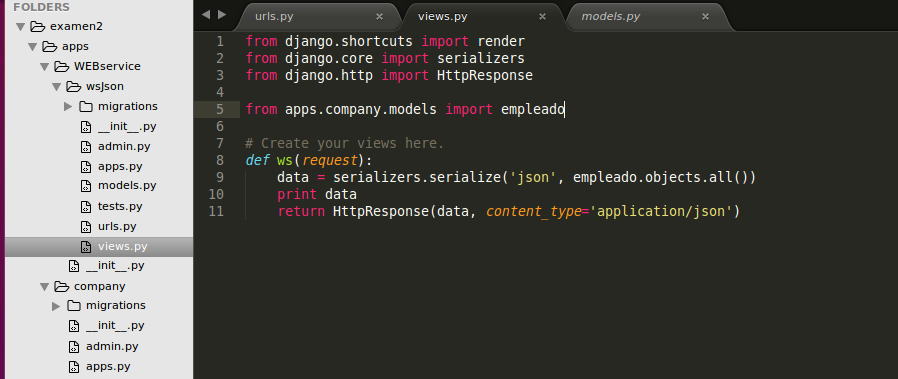 FOLDERS
examen2
apps
WEBservice
wsJson
migrations
__init__.py
admin.py
apps.py
models.py
tests.py
urls.py
views.py
__init__.py
company
migrations
__init__.py
admin.py
apps.py
urls.py × views.py × models.py ×
1 from django.shortcuts import render
2 from django.core import serializers
3 from django.http import HttpResponse
4
5 from apps.company.models import empleado
6
7 # Create your views here.
8 def ws(request):
9 data = serializers.serialize('json', empleado.objects.all())
10 print data
11 return HttpResponse(data, content_type='application/json')